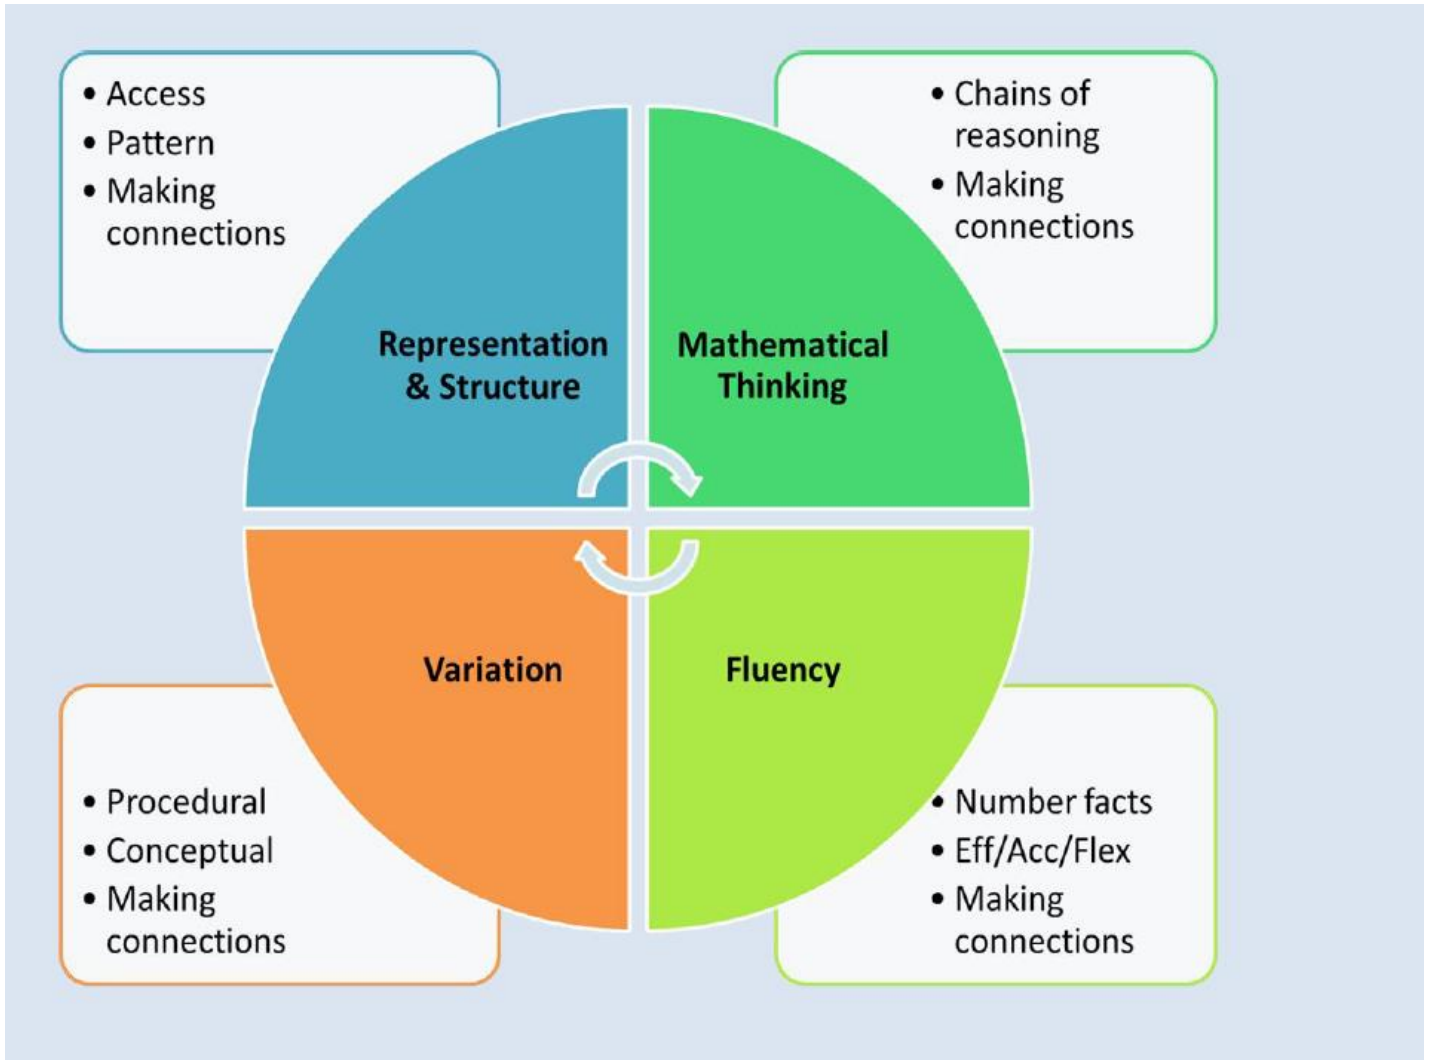 • Access
• Pattern
• Making
connections
• Chains of
reasoning
• Making
connections
Representation
& Structure
Mathematical
Thinking
Variation
Fluency
• Procedural
• Conceptual
• Making
connections
• Number facts
• Eff/Acc/Flex
• Making
connections